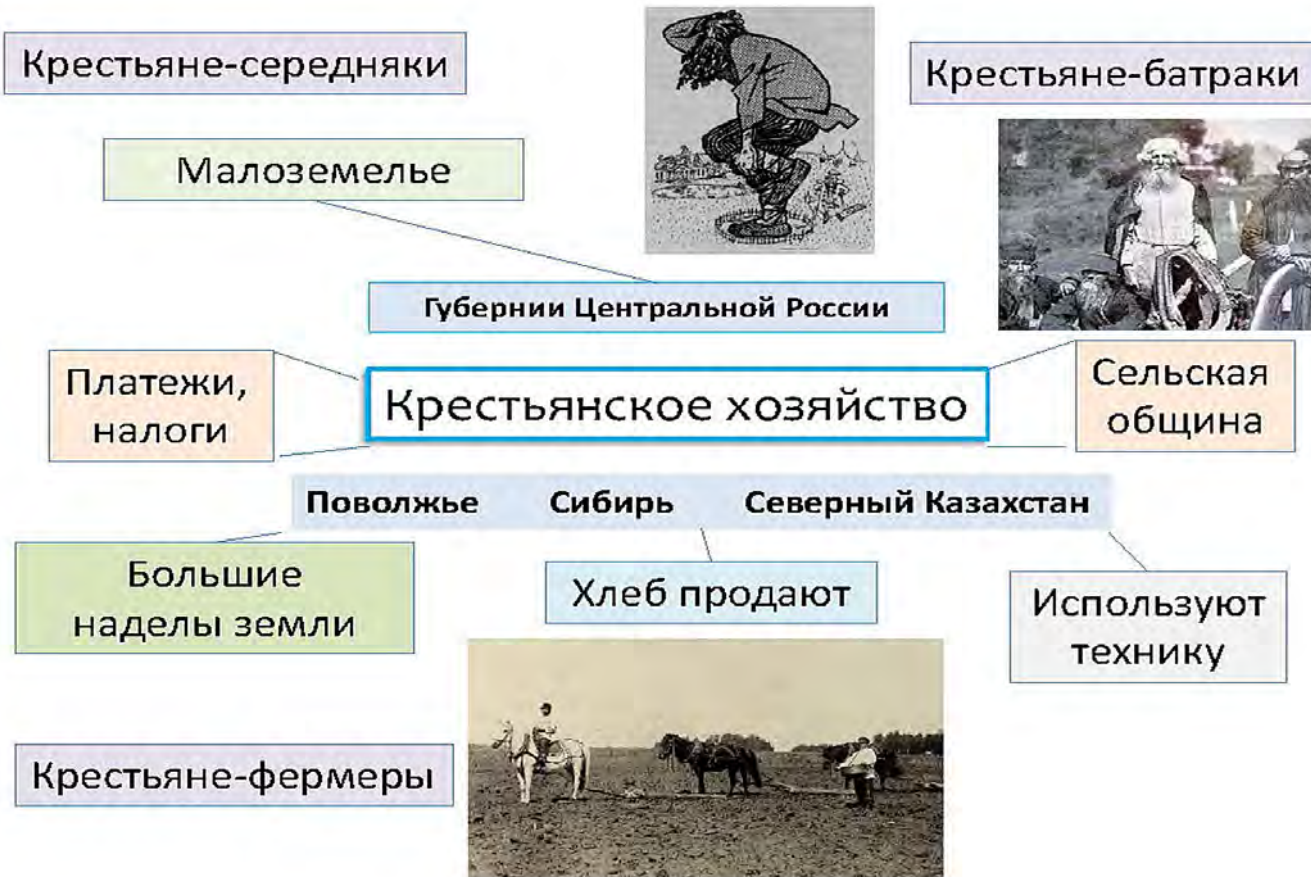 Крестьяне-середняки
Крестьяне-батраки
Малоземелье
Губернии Центральной России
Платежи,
налоги
Крестьянское хозяйство
Сельская
община
Поволжье Сибирь Северный Казахстан
Большие
наделы земли
Хлеб продают
Используют
технику
Крестьяне-фермеры